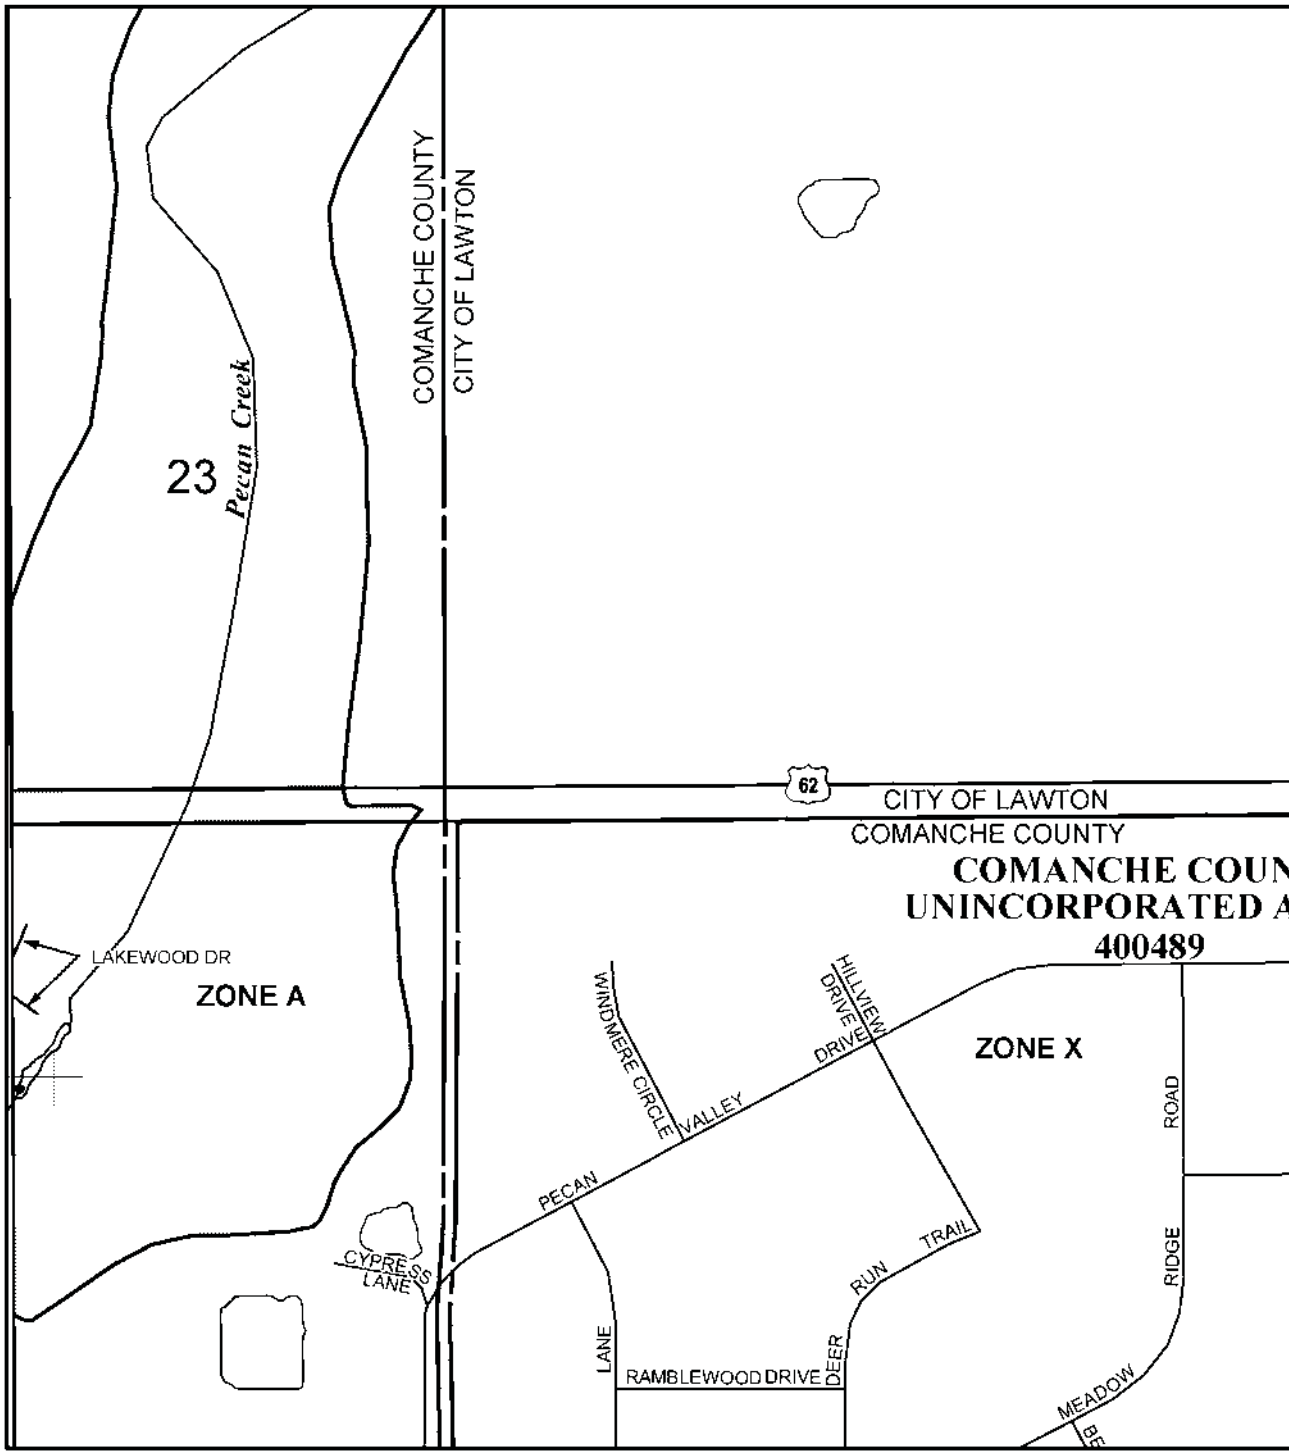 COMANCHE COUNTY
CITY OF LAWTON
Pecan Creek
23
62
CITY OF LAWTON
COMANCHE COUNTY
COMANCHE COUN
UNINCORPORATED A
400489
LAKEWOOD DR
ZONE A
WINDMERE CIRCLE
HILLVIEW
DRIVE
PECAN VALLEY DRIVE
ZONE X
ROAD
RIDGE
CYPRESS
LANE
DEER RUN TRAIL
LANE
RAMBLEWOOD DRIVE
MEADOW
BE